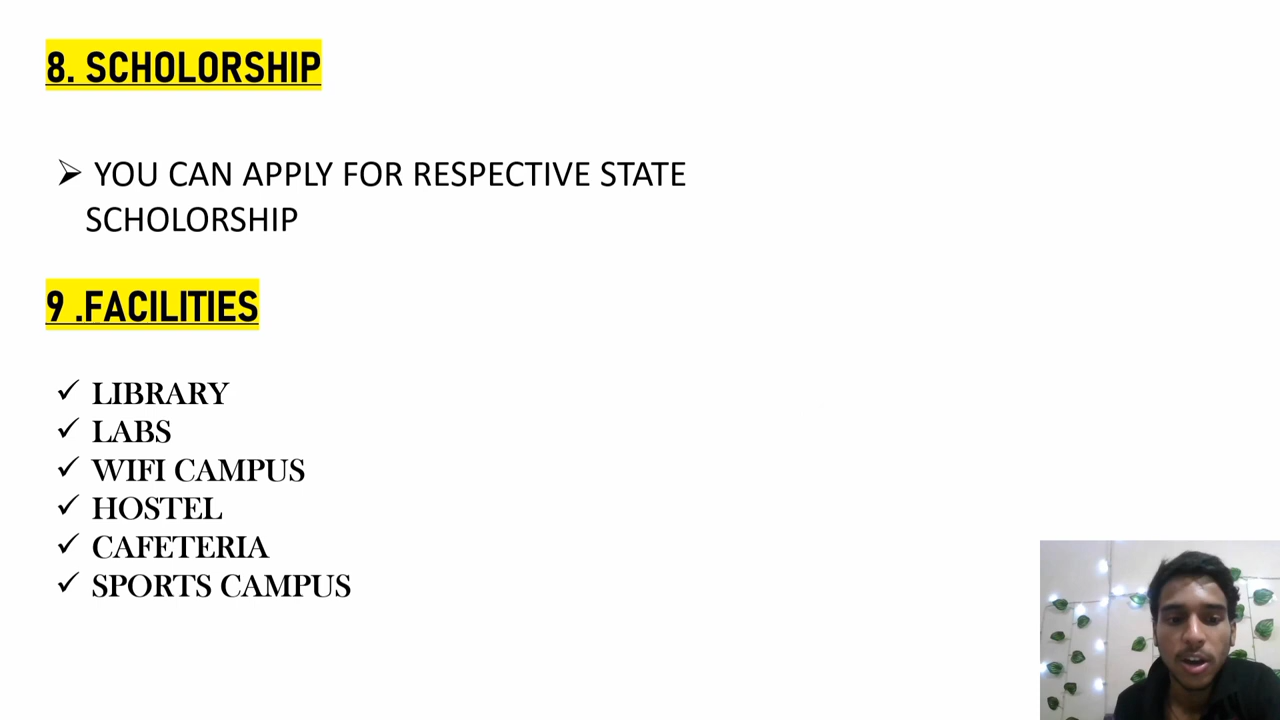 8. SCHOLORSHIP
YOU CAN APPLY FOR RESPECTIVE STATE
SCHOLORSHIP
9 .FACILITIES
LIBRARY
LABS
WIFI CAMPUS
HOSTEL
CAFETERIA
SPORTS CAMPUS